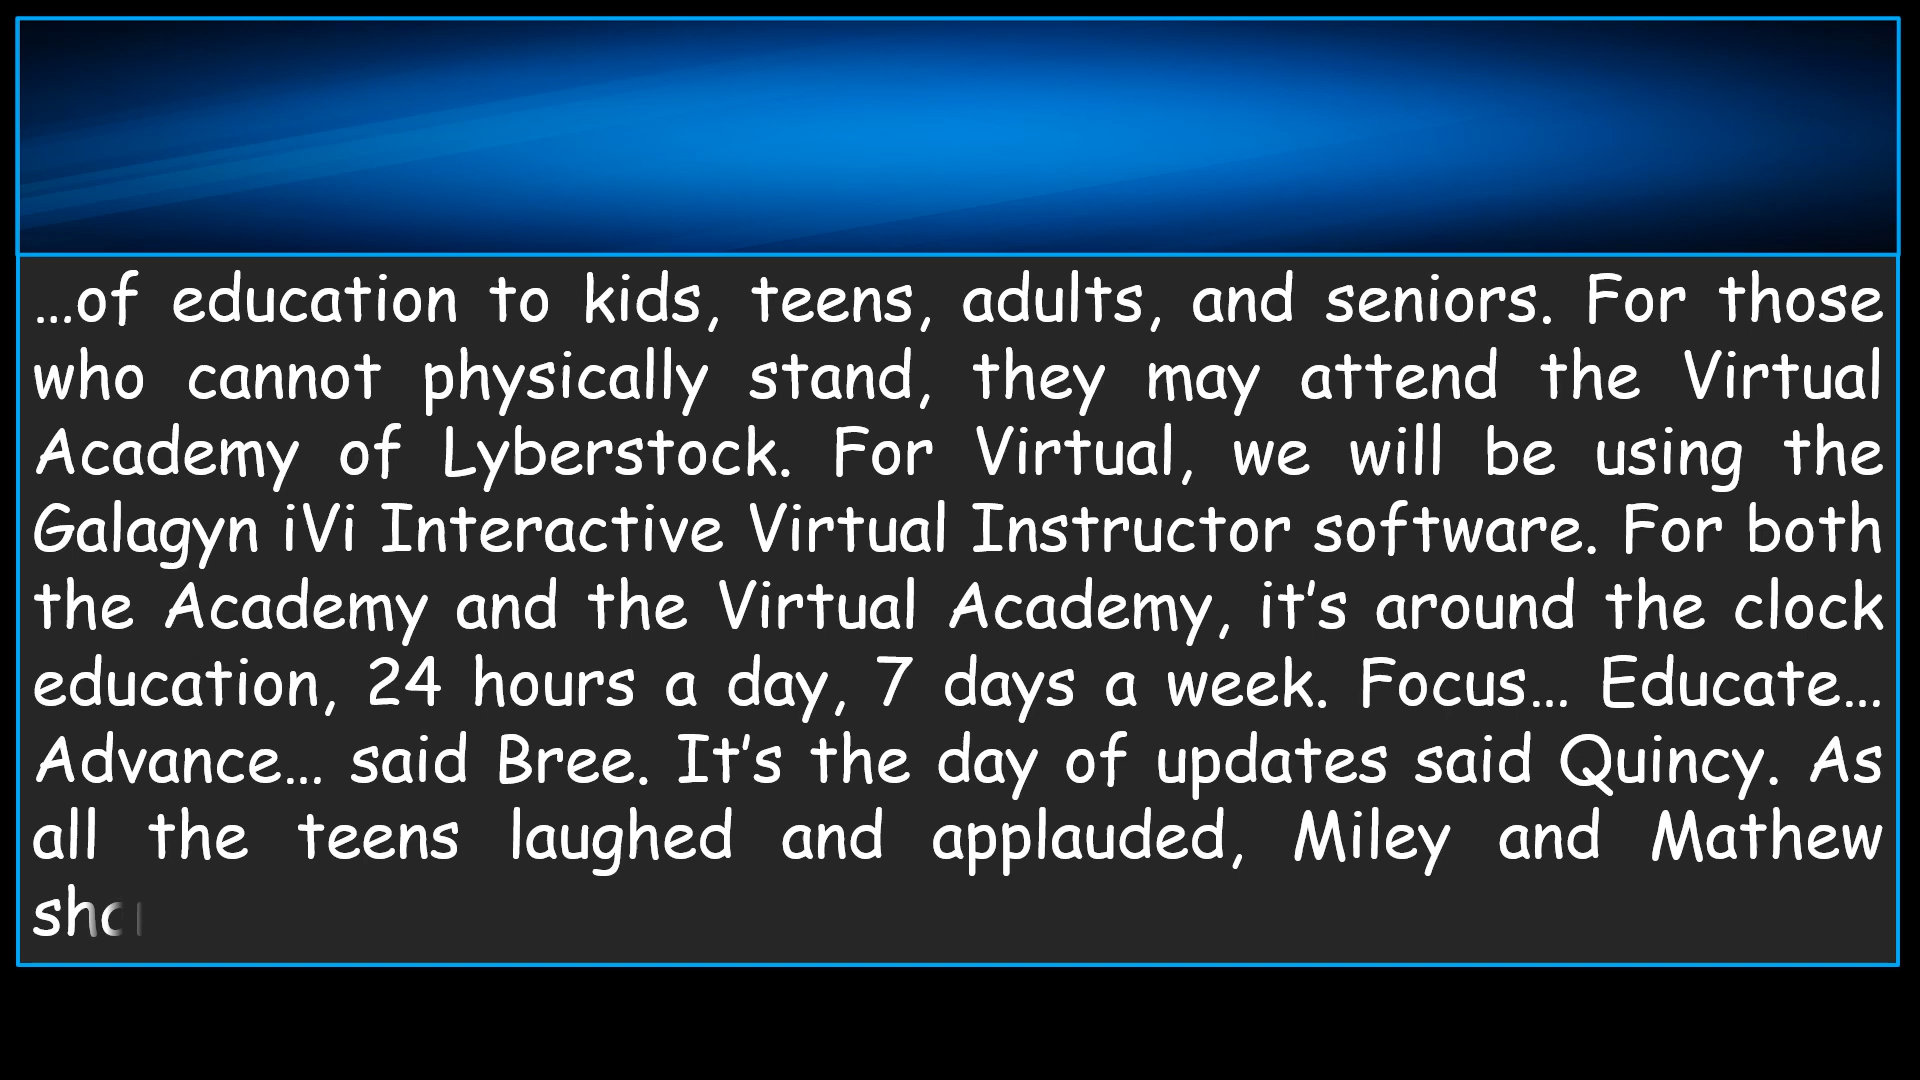 …of education to kids, teens, adults, and seniors. For those
who cannot physically stand, they may attend the Virtual
Academy of Lyberstock. For Virtual, we will be using the
Galagyn iVi Interactive Virtual Instructor software. For both
the Academy and the Virtual Academy, it’s around the clock
education, 24 hours a day, 7 days a week. Focus… Educate…
Advance… said Bree. It’s the day of updates said Quincy. As
all the teens laughed and applauded, Miley and Mathew